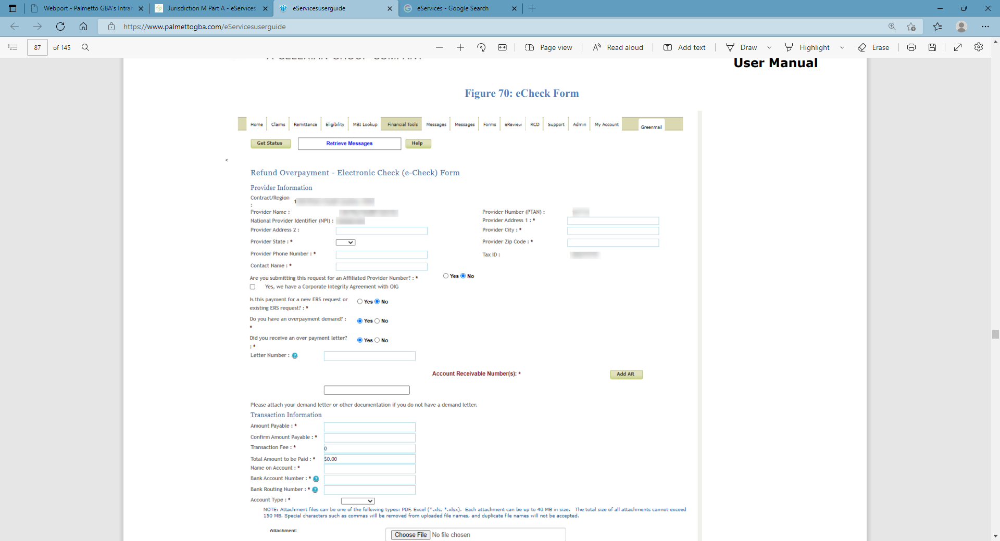 Webport - Palmetto GBA's Intran
Jurisdiction M Part A - eServices
eServicesuserguide
eServices - Google Search
https://www.palmettogba.com/eServicesuserguide
87 of 145
Page view
Read aloud
Add text
Draw
Highlight
Erase
A CELERIAN GROUP COMPANY
User Manual
Figure 70: eCheck Form
Home Claims Remittance Eligibility MBI Lookup Financial Tools Messages Messages Forms eReview RCD Support Admin My Account Greenmail
Get Status Retrieve Messages Help
<
Refund Overpayment - Electronic Check (e-Check) Form
Provider Information
Contract/Region
: 1
Provider Name : Provider Number (PTAN) :
National Provider Identifier (NPI) : Provider Address 1 : *
Provider Address 2 : Provider City : *
Provider State : * Provider Zip Code : *
Provider Phone Number : * Tax ID :
Contact Name : *
Are you submitting this request for an Affiliated Provider Number? : * Yes No
Yes, we have a Corporate Integrity Agreement with OIG
Is this payment for a new ERS request or
existing ERS request? : * Yes No
Do you have an overpayment demand? :
* Yes No
Did you receive an over payment letter?
: * Yes No
Letter Number : ?
Account Receivable Number(s): * Add AR
Please attach your demand letter or other documentation if you do not have a demand letter.
Transaction Information
Amount Payable : *
Confirm Amount Payable : *
Transaction Fee : * 0
Total Amount to be Paid : * $0.00
Name on Account : *
Bank Account Number : * ?
Bank Routing Number : * ?
Account Type : *
NOTE: Attachment files can be one of the following types: PDF, Excel (*.xls, *.xlsx). Each attachment can be up to 40 MB in size. The total size of all attachments cannot exceed
150 MB. Special characters such as commas will be removed from uploaded file names, and duplicate file names will not be accepted.
Attachment: Choose File No file chosen